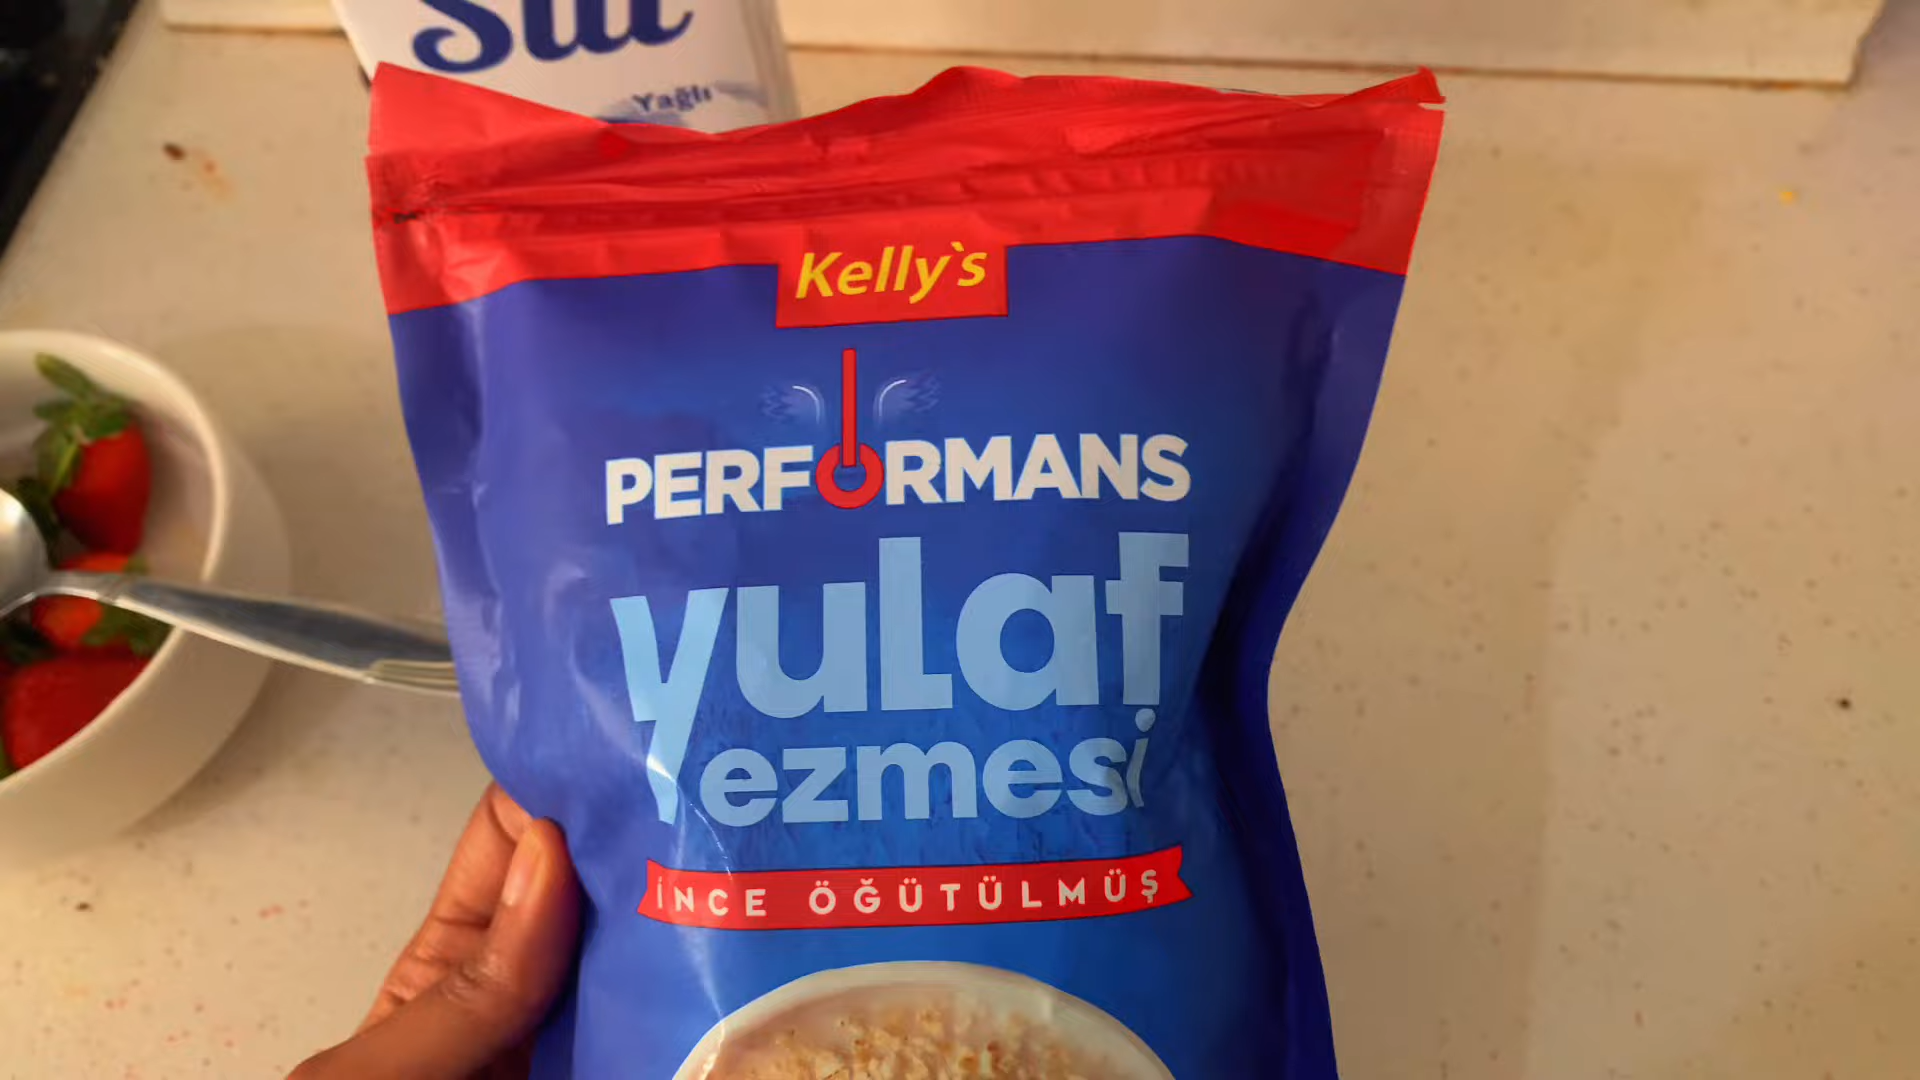 Süt
Yağlı
Kelly`s
PERFORMANS
yulaf
ezmesi
İNCE ÖĞÜTÜLMÜŞ